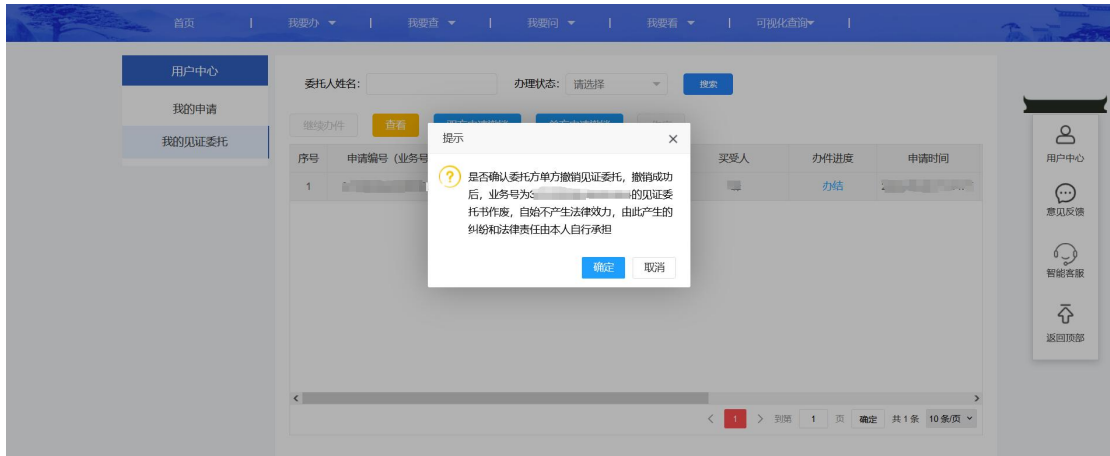 首页 | 我要办 | 我要查 | 我要问 | 我要看 | 可视化查询 |
用户中心
我的申请
我的见证委托
委托人姓名：
办理状态： 请选择
搜索
继续办件 查看
序号 申请编号（业务号 买受人 办件进度 申请时间
1 办结
提示
是否确认委托方单方撤销见证委托，撤销成功
后，业务号为3 的见证委
托书作废，自始不产生法律效力，由此产生的
纠纷和法律责任由本人自行承担
确定 取消
1 到第 1 页 确定 共 1 条 10 条/页
用户中心
意见反馈
智能客服
返回顶部